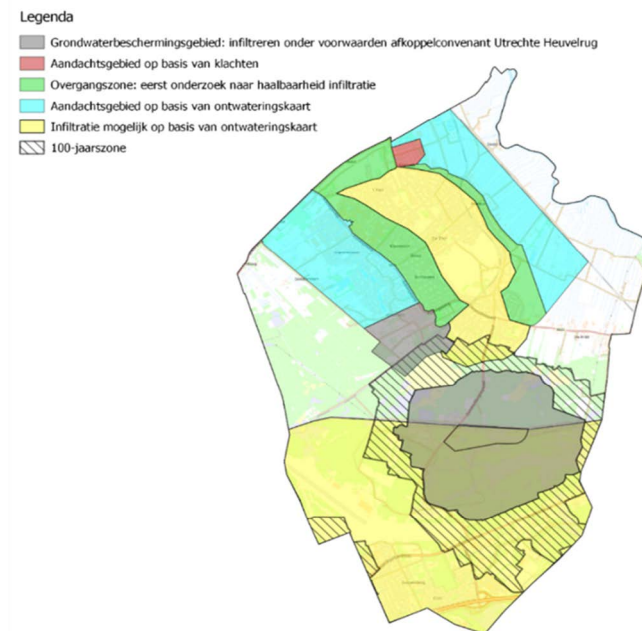 Legenda
Grondwaterbeschermingsgebied: infiltreren onder voorwaarden afkoppelconvenant Utrechte Heuvelrug
Aandachtsgebied op basis van klachten
Overgangszone: eerst onderzoek naar haalbaarheid infiltratie
Aandachtsgebied op basis van ontwateringskaart
Infiltratie mogelijk op basis van ontwateringskaart
100-jaarszone